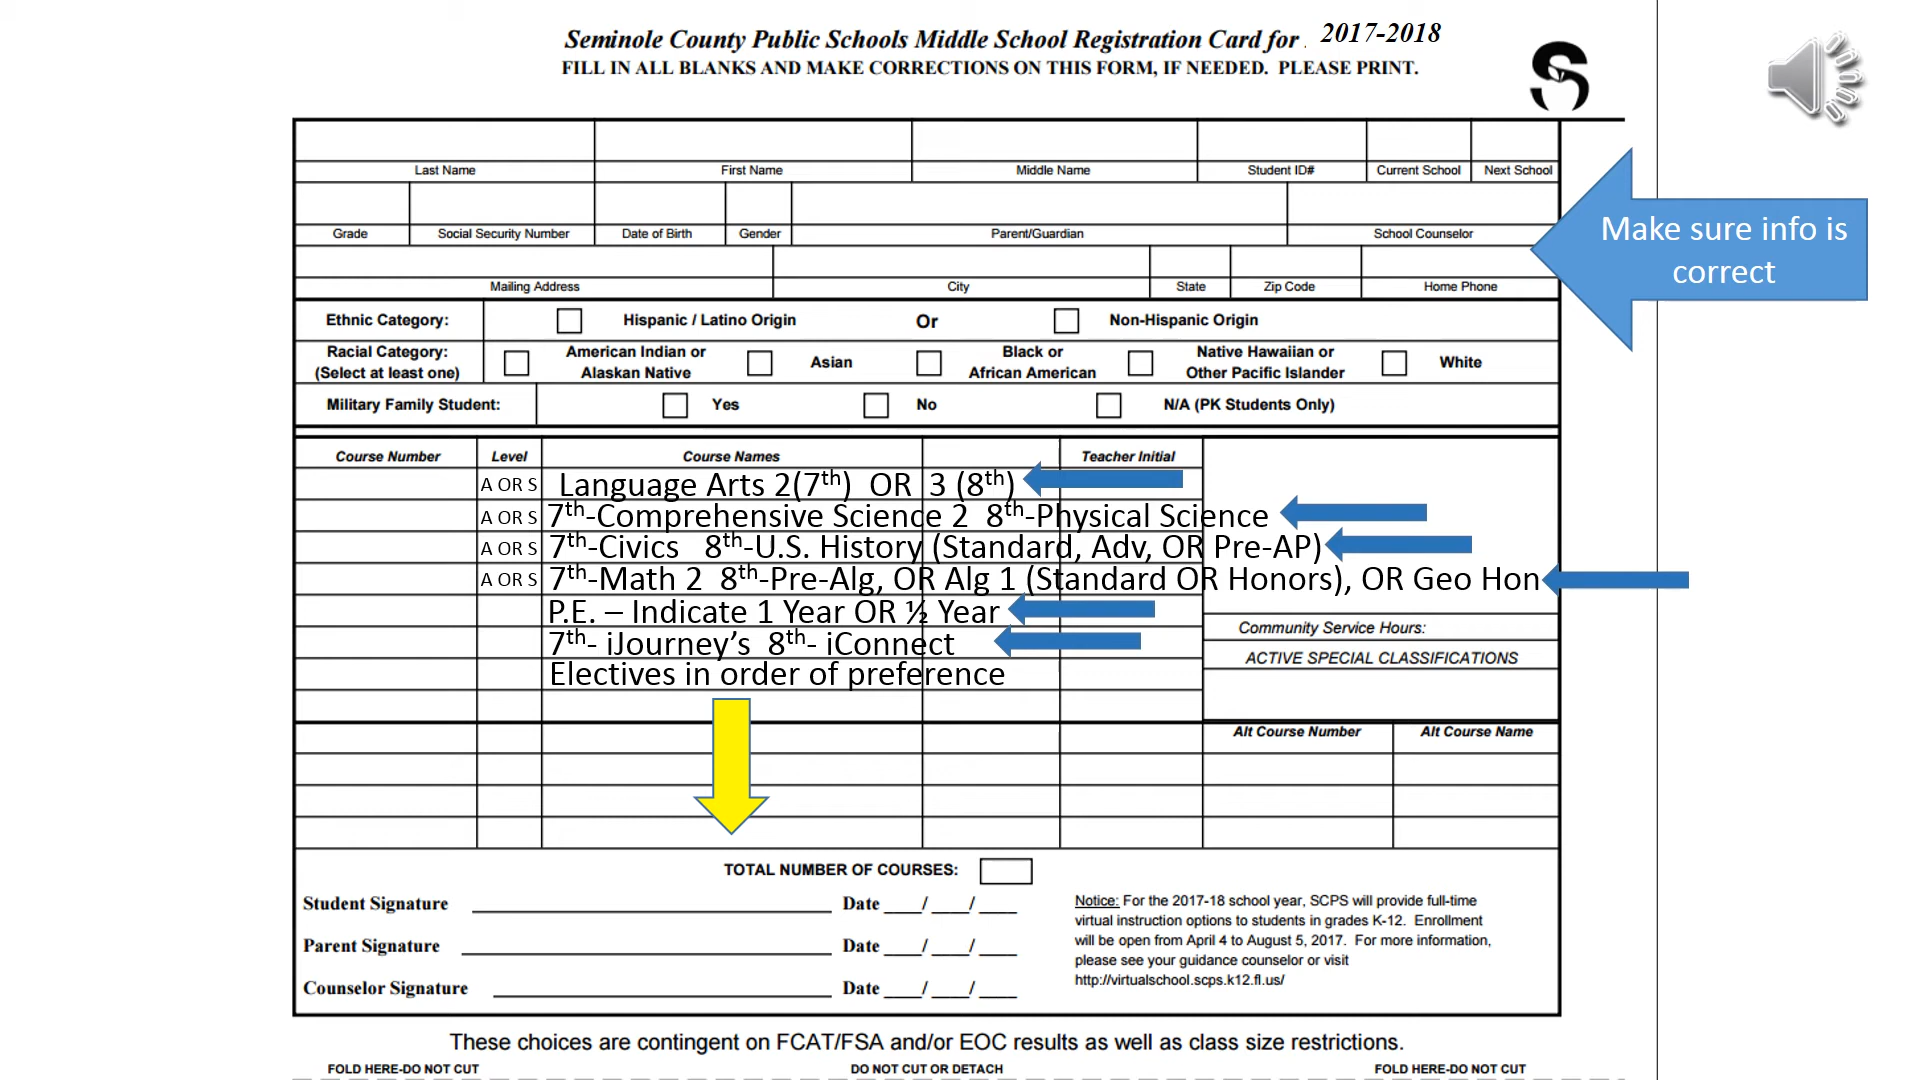 Seminole County Public Schools Middle School Registration Card for 2017-2018
FILL IN ALL BLANKS AND MAKE CORRECTIONS ON THIS FORM, IF NEEDED. PLEASE PRINT.
Last Name First Name Middle Name Student ID# Current School Next School
Grade Social Security Number Date of Birth Gender Parent/Guardian School Counselor
Make sure info is
correct
Mailing Address City State Zip Code Home Phone
Ethnic Category: Hispanic / Latino Origin Or Non-Hispanic Origin
Racial Category: American Indian or Black or Native Hawaiian or
(Select at least one) Alaskan Native Asian African American Other Pacific Islander White
Military Family Student: Yes No N/A (PK Students Only)
Course Number Level Course Names Teacher Initial
A OR S Language Arts 2(7th) OR 3 (8th)
A OR S 7th-Comprehensive Science 2 8th-Physical Science
A OR S 7th-Civics 8th-U.S. History (Standard, Adv, OR Pre-AP)
A OR S 7th-Math 2 8th-Pre-Alg, OR Alg 1 (Standard OR Honors), OR Geo Hon
P.E. – Indicate 1 Year OR ½ Year
Community Service Hours:
7th- iJourney's 8th- iConnect
ACTIVE SPECIAL CLASSIFICATIONS
Electives in order of preference
Alt Course Number Alt Course Name
TOTAL NUMBER OF COURSES:
Student Signature Date ____/ ____/ ____
Parent Signature Date ____/ ____/ ____
Counselor Signature Date ____/ ____/ ____
Notice: For the 2017-18 school year, SCPS will provide full-time
virtual instruction options to students in grades K-12. Enrollment
will be open from April 4 to August 5, 2017. For more information,
please see your guidance counselor or visit
http://virtualschool.scps.k12.fl.us/
These choices are contingent on FCAT/FSA and/or EOC results as well as class size restrictions.
FOLD HERE-DO NOT CUT DO NOT CUT OR DETACH FOLD HERE-DO NOT CUT